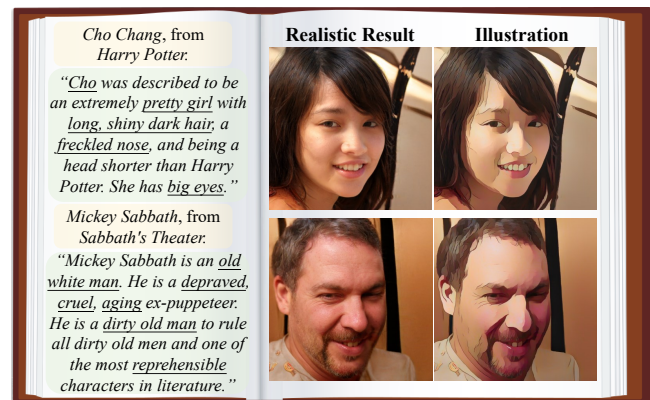 Cho Chang, from
Harry Potter.
"Cho was described to be
an extremely pretty girl with
long, shiny dark hair, a
freckled nose, and being a
head shorter than Harry
Potter. She has big eyes."
Mickey Sabbath, from
Sabbath's Theater.
"Mickey Sabbath is an old
white man. He is a depraved,
cruel, aging ex-puppeteer.
He is a dirty old man to rule
all dirty old men and one of
the most reprehensible
characters in literature."
Realistic Result
Illustration